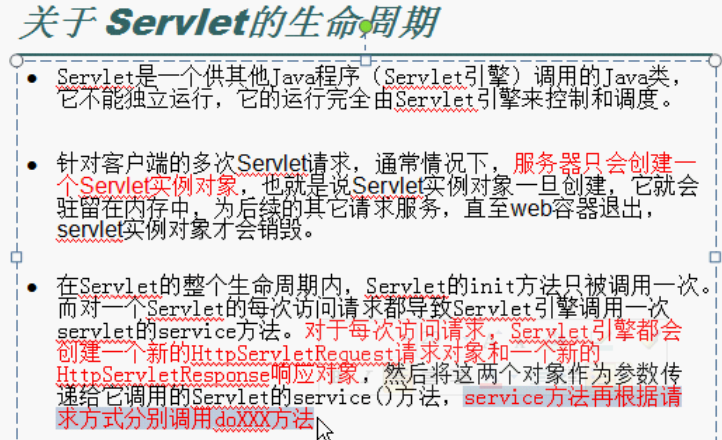 关于 Servlet的生命周期
Servlet是一个供其他Java程序（Servlet引擎）调用的Java类，
它不能独立运行，它的运行完全由Servlet引擎来控制和调度。
针对客户端的多次Servlet请求，通常情况下，服务器只会创建一
个Servlet实例对象，也就是说Servlet实例对象一旦创建，它就会
驻留在内存中，为后续的其它请求服务，直至web容器退出，
servlet实例对象才会销毁。
在Servlet的整个生命周期内，Servlet的init方法只被调用一次。
而对一个Servlet的每次访问请求都导致Servlet引擎调用一次
servlet的service方法。对于每次访问请求，Servlet引擎都会
创建一个新的HttpServletRequest请求对象和一个新的
HttpServletResponse响应对象，然后将这两个对象作为参数传
递给它调用的Servlet的service()方法，service方法再根据请
求方式分别调用doXXX方法